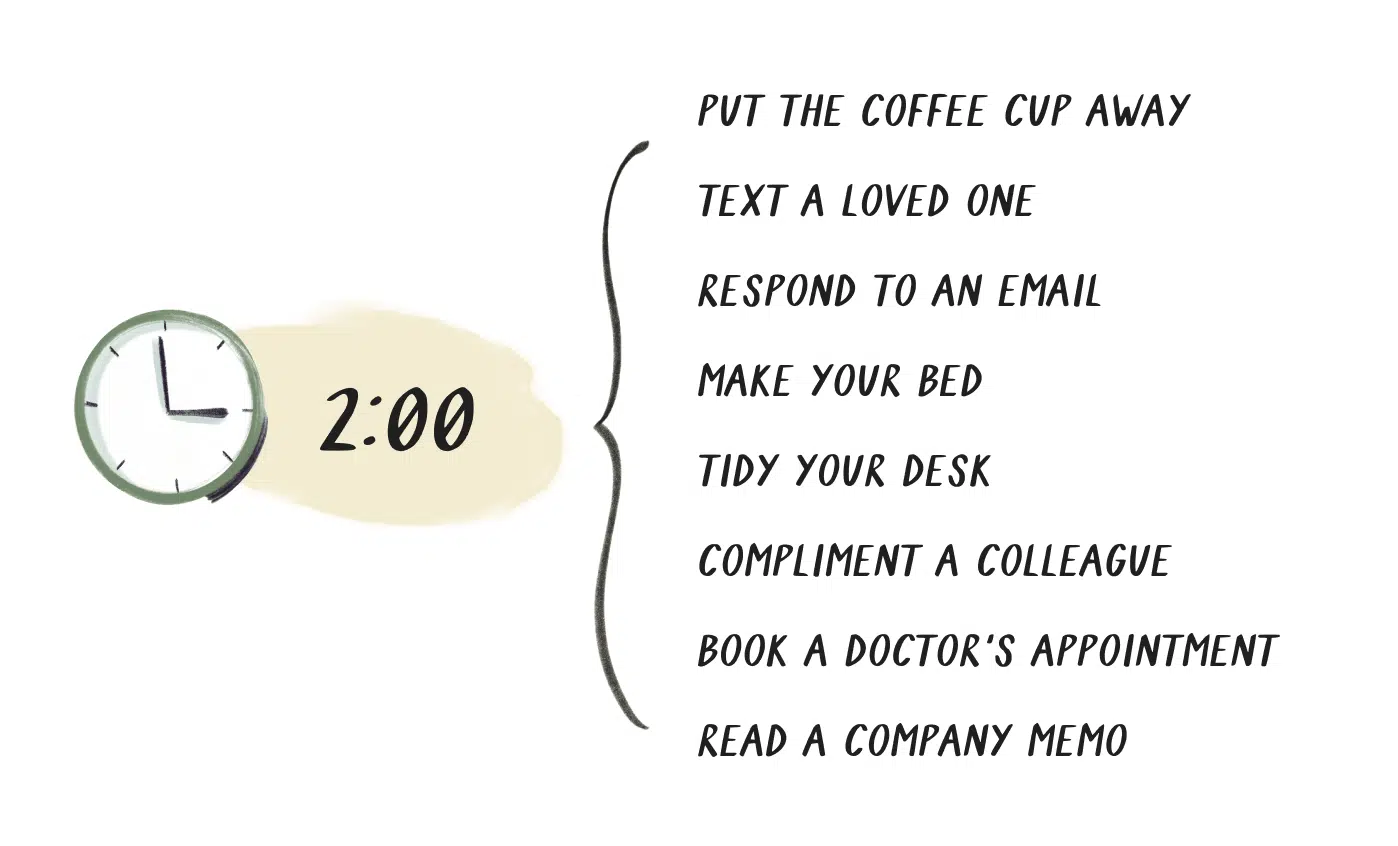 2:00
PUT THE COFFEE CUP AWAY
TEXT A LOVED ONE
RESPOND TO AN EMAIL
MAKE YOUR BED
TIDY YOUR DESK
COMPLIMENT A COLLEAGUE
BOOK A DOCTOR'S APPOINTMENT
READ A COMPANY MEMO